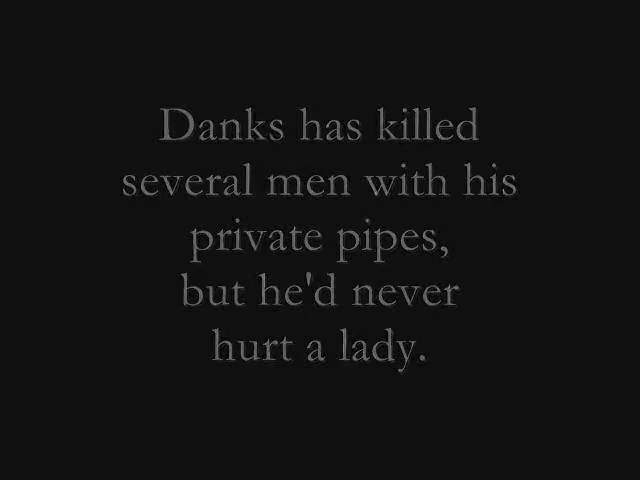 Danks has killed
several men with his
private pipes,
but he'd never
hurt a lady.